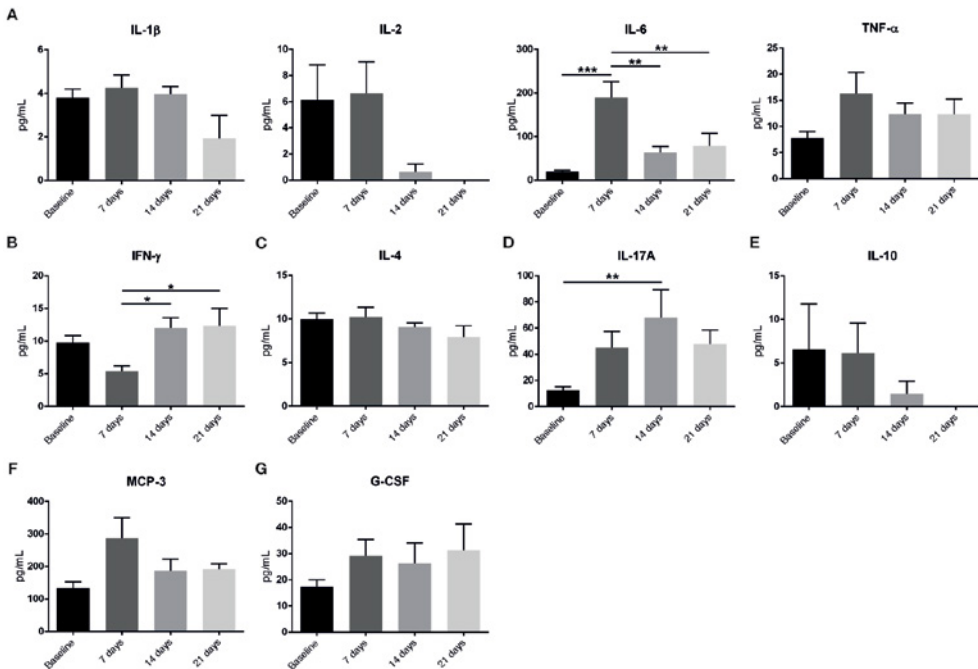 A
IL-1β
pg/mL
6
4
2
0
Baseline
7 days
14 days
21 days
IL-2
pg/mL
10
8
6
4
2
0
Baseline
7 days
14 days
21 days
IL-6
pg/mL
300
200
100
0
***
**
**
Baseline
7 days
14 days
21 days
TNF-α
pg/mL
25
20
15
10
5
0
Baseline
7 days
14 days
21 days
B
IFN-γ
pg/mL
20
15
10
5
0
*
*
Baseline
7 days
14 days
21 days
C
IL-4
pg/mL
15
10
5
0
Baseline
7 days
14 days
21 days
D
IL-17A
pg/mL
100
80
60
40
20
0
**
Baseline
7 days
14 days
21 days
E
IL-10
pg/mL
15
10
5
0
Baseline
7 days
14 days
21 days
F
MCP-3
pg/mL
400
300
200
100
0
Baseline
7 days
14 days
21 days
G
G-CSF
pg/mL
50
40
30
20
10
0
Baseline
7 days
14 days
21 days